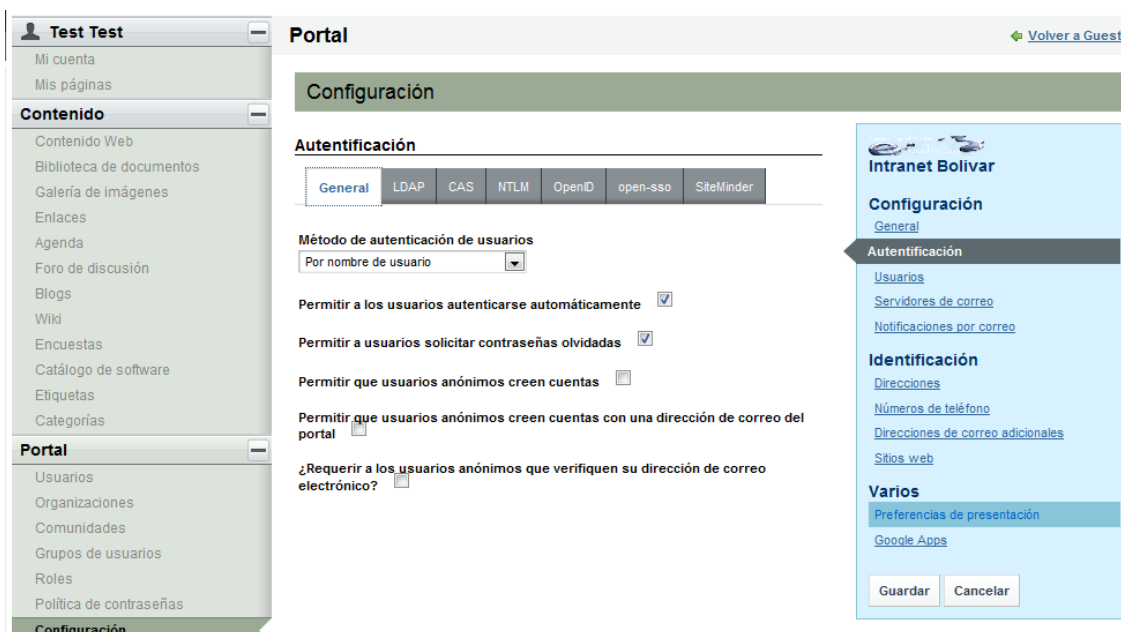 Test Test
Mi cuenta
Mis páginas
Contenido
Contenido Web
Biblioteca de documentos
Galería de imágenes
Enlaces
Agenda
Foro de discusión
Blogs
Wiki
Encuestas
Catálogo de software
Etiquetas
Categorías
Portal
Usuarios
Organizaciones
Comunidades
Grupos de usuarios
Roles
Política de contraseñas
Configuración
Portal
Volver a Guest
Configuración
Autentificación
General LDAP CAS NTLM OpenID open-sso SiteMinder
Método de autenticación de usuarios
Por nombre de usuario
Permitir a los usuarios autenticarse automáticamente
Permitir a usuarios solicitar contraseñas olvidadas
Permitir que usuarios anónimos creen cuentas
Permitir que usuarios anónimos creen cuentas con una dirección de correo del
portal
¿Requerir a los usuarios anónimos que verifiquen su dirección de correo
electrónico?
Intranet Bolivar
Configuración
General
Autentificación
Usuarios
Servidores de correo
Notificaciones por correo
Identificación
Direcciones
Números de teléfono
Direcciones de correo adicionales
Sitios web
Varios
Preferencias de presentación
Google Apps
Guardar Cancelar